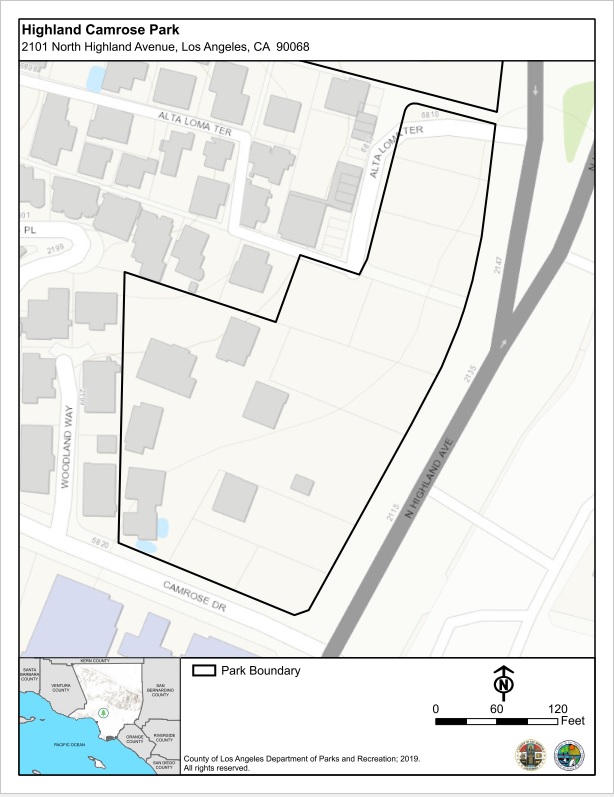 Highland Camrose Park
2101 North Highland Avenue, Los Angeles, CA  90068
ALTA LOMA TER
6810
ALTA LOMA TER
PL
2199
2147
2135
WOODLAND WAY
N HIGHLAND AVE
2115
6820
CAMROSE DR
KERN COUNTY
SANTA
BARBARA
COUNTY
VENTURA
COUNTY
SAN
BERNARDINO
COUNTY
ORANGE
COUNTY
RIVERSIDE
COUNTY
SAN DIEGO
COUNTY
PACIFIC OCEAN
Park Boundary
N
0 60 120
Feet
County of Los Angeles Department of Parks and Recreation; 2019.
All rights reserved.